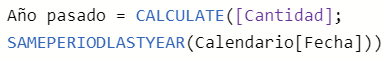 Año pasado = CALCULATE([Cantidad];
SAMEPERIODLASTYEAR(Calendario[Fecha]))